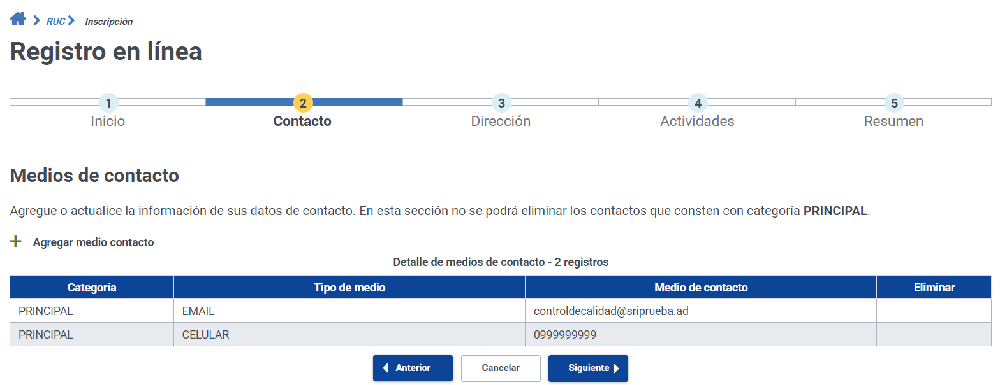 RUC Inscripción
Registro en línea
1 2 3 4 5
Inicio Contacto Dirección Actividades Resumen
Medios de contacto
Agregue o actualice la información de sus datos de contacto. En esta sección no se podrá eliminar los contactos que consten con categoría PRINCIPAL.
+ Agregar medio contacto
Detalle de medios de contacto - 2 registros
Categoría Tipo de medio Medio de contacto Eliminar
PRINCIPAL EMAIL controldecalidad@sriprueba.ad
PRINCIPAL CELULAR 0999999999
Anterior Cancelar Siguiente